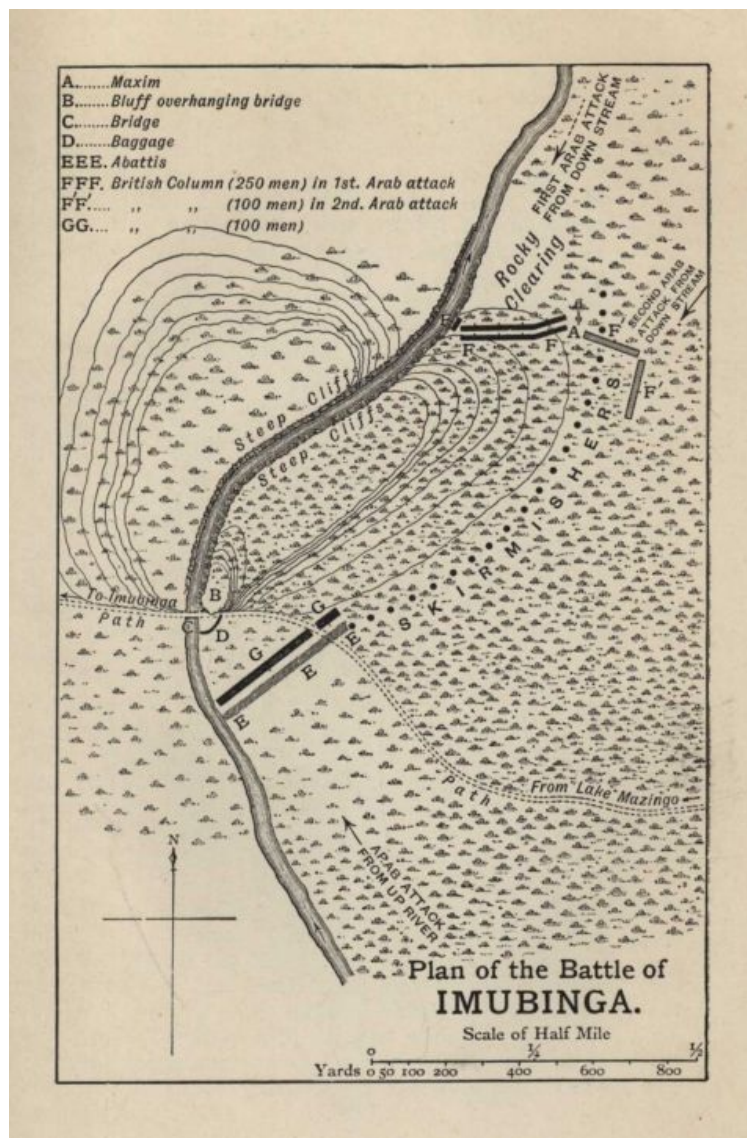 A........Maxim
B........Bluff overhanging bridge
C........Bridge
D........Baggage
EEE. Abattis
FFF. British Column (250 men) in 1st. Arab attack
F'F'..... „ „ (100 men) in 2nd. Arab attack
GG.... „ „ (100 men)
FIRST ARAB ATTACK
FROM DOWN STREAM
Rocky
Clearing
SECOND ARAB
ATTACK FROM
DOWN STREAM
E
F
F
A
F'
F'
Steep Cliffs
Steep Cliffs
SKIRMISHERS
B
To Imubinga
Path
C
D
G
G
E
E
E
Path
From Lake Mazingo
ARAB ATTACK
FROM UP RIVER
N
Plan of the Battle of
IMUBINGA.
Scale of Half Mile
0 ¼ ½
Yards 0 50 100 200 400 600 800